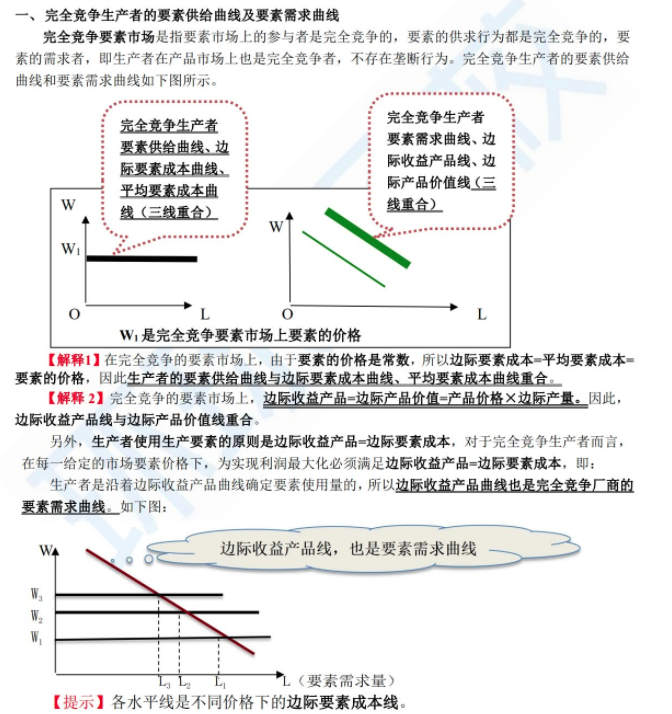 一、完全竞争生产者的要素供给曲线及要素需求曲线
完全竞争要素市场是指要素市场上的参与者是完全竞争的，要素的供求行为都是完全竞争的，要
素的需求者，即生产者在产品市场上也是完全竞争者，不存在垄断行为。完全竞争生产者的要素供给
曲线和要素需求曲线如下图所示。
完全竞争生产者
要素供给曲线、边
际要素成本曲线、
平均要素成本曲
线（三线重合）
完全竞争生产者
要素需求曲线、边
际收益产品线、边
际产品价值线（三
线重合）
W
W₁
O
L
W
O
L
W₁是完全竞争要素市场上要素的价格
【解释1】在完全竞争的要素市场上，由于要素的价格是常数，所以边际要素成本=平均要素成本=
要素的价格，因此生产者的要素供给曲线与边际要素成本曲线、平均要素成本曲线重合。
【解释 2】完全竞争的要素市场上，边际收益产品=边际产品价值=产品价格×边际产量。因此，
边际收益产品线与边际产品价值线重合。
另外，生产者使用生产要素的原则是边际收益产品=边际要素成本，对于完全竞争生产者而言，
在每一给定的市场要素价格下，为实现利润最大化必须满足边际收益产品=边际要素成本，即：
生产者是沿着边际收益产品曲线确定要素使用量的，所以边际收益产品曲线也是完全竞争厂商的
要素需求曲线。如下图：
边际收益产品线，也是要素需求曲线
W
W₃
W₂
W₁
L₃ L₂ L₁ L（要素需求量）
【提示】各水平线是不同价格下的边际要素成本线。